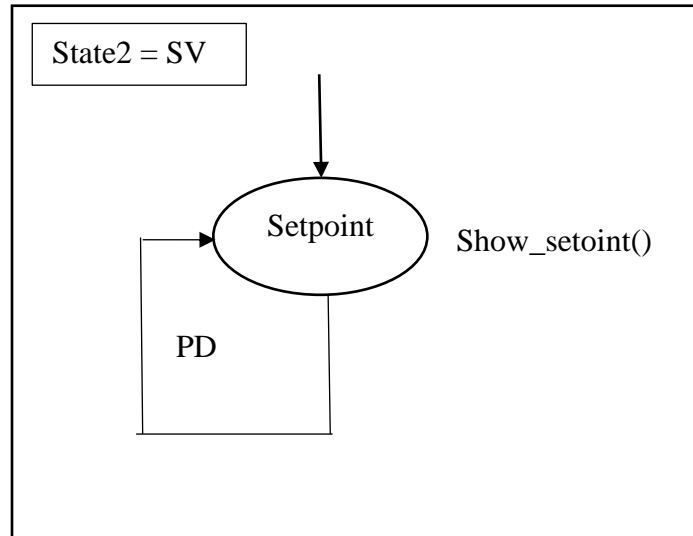 State2 = SV
Setpoint
Show_setoint()
PD